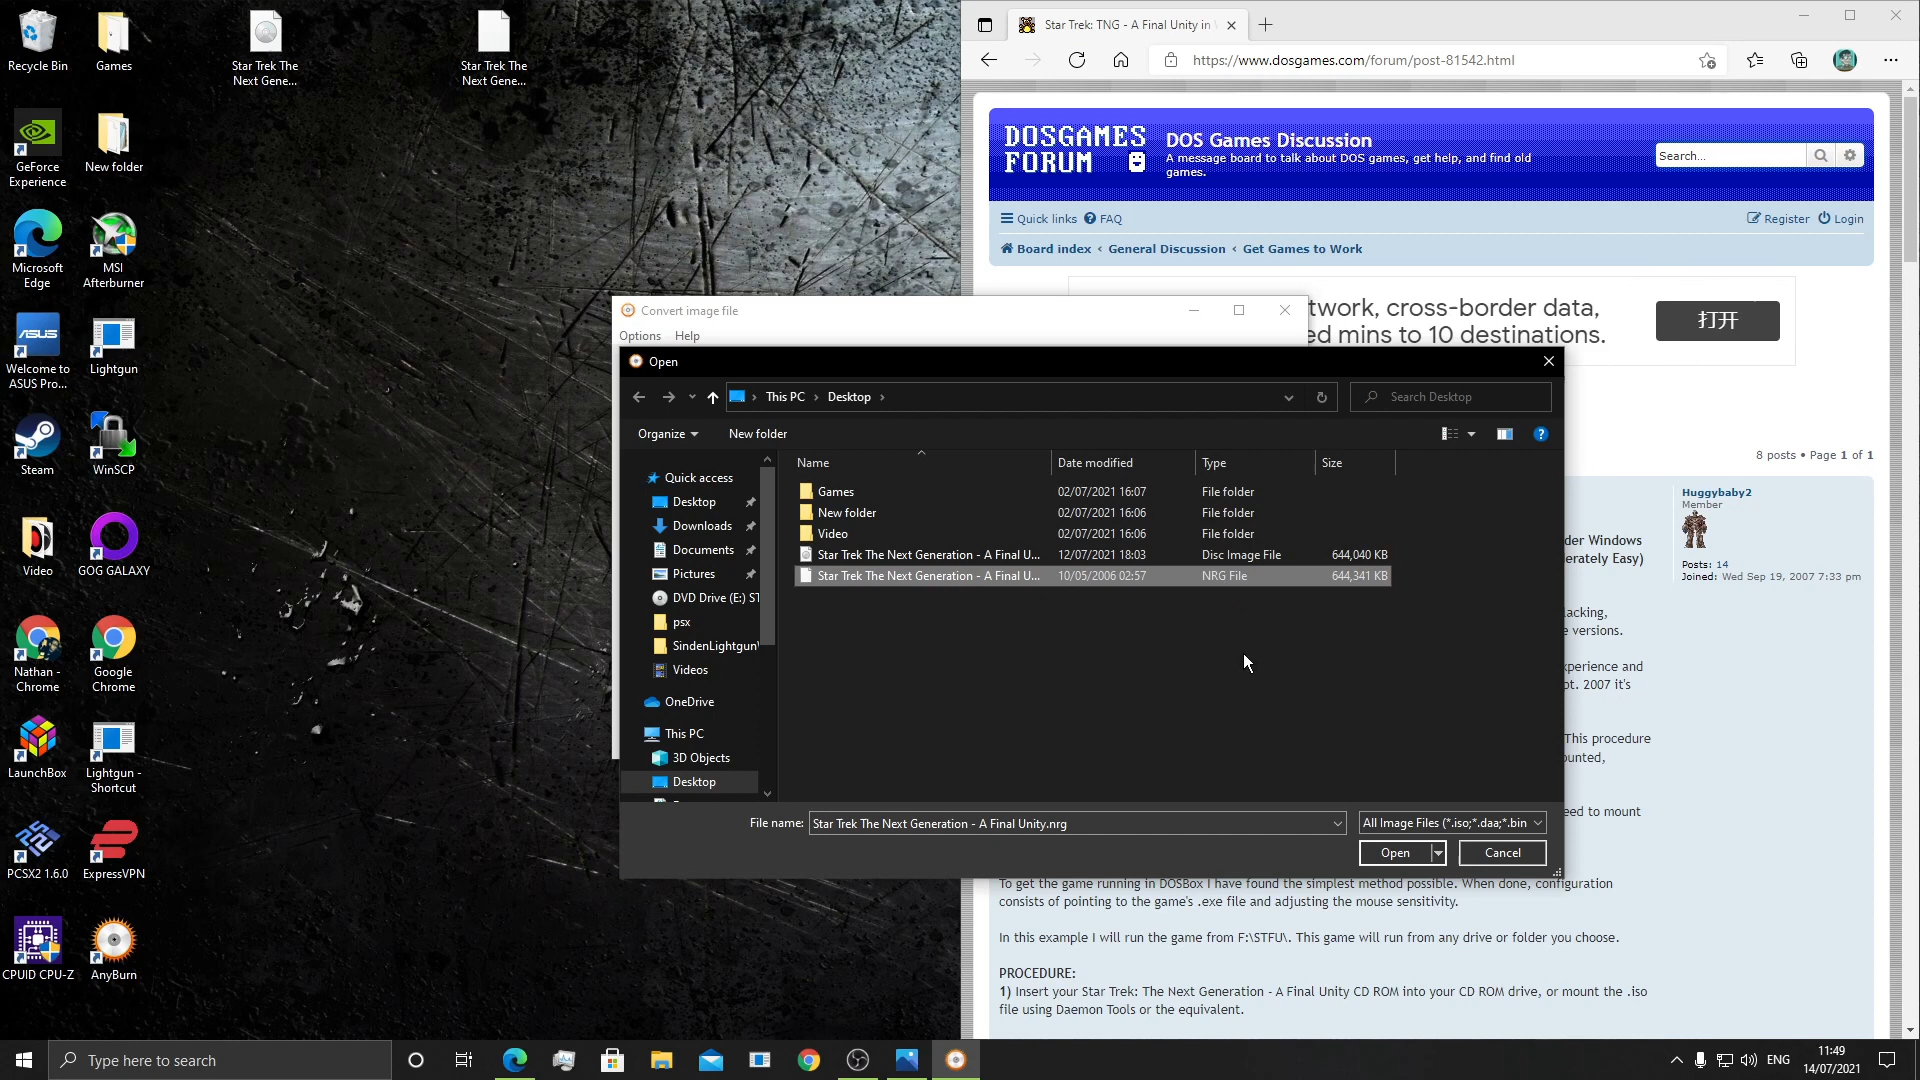 Recycle Bin
Games
Star Trek The
Next Gene...
Star Trek The
Next Gene...
GeForce
Experience
New folder
Microsoft
Edge
MSI
Afterburner
ASUS
Welcome to
ASUS Pro...
Lightgun
Steam
WinSCP
Video
GOG GALAXY
Nathan -
Chrome
Google
Chrome
LaunchBox
Lightgun -
Shortcut
PCSX2 1.6.0
ExpressVPN
CPUID CPU-Z
AnyBurn
Star Trek: TNG - A Final Unity in
https://www.dosgames.com/forum/post-81542.html
DOSGAMES
FORUM
DOS Games Discussion
A message board to talk about DOS games, get help, and find old
games.
Search...
Quick links
FAQ
Register
Login
Board index ‹ General Discussion ‹ Get Games to Work
twork, cross-border data,
ed mins to 10 destinations.
打开
8 posts • Page 1 of 1
Huggybaby2
Member
Posts: 14
Joined: Wed Sep 19, 2007 7:33 pm
der Windows
erately Easy)
lacking,
e versions.
xperience and
pt. 2007 it's
This procedure
ounted,
eed to mount
To get the game running in DOSBox I have found the simplest method possible. When done, configuration
consists of pointing to the game's .exe file and adjusting the mouse sensitivity.
In this example I will run the game from F:\STFU\. This game will run from any drive or folder you choose.
PROCEDURE:
1) Insert your Star Trek: The Next Generation - A Final Unity CD ROM into your CD ROM drive, or mount the .iso
file using Daemon Tools or the equivalent.
Convert image file
Options Help
Open
This PC › Desktop ›
Search Desktop
Organize
New folder
Name Date modified Type Size
Games 02/07/2021 16:07 File folder
New folder 02/07/2021 16:06 File folder
Video 02/07/2021 16:06 File folder
Star Trek The Next Generation - A Final U... 12/07/2021 18:03 Disc Image File 644,040 KB
Star Trek The Next Generation - A Final U... 10/05/2006 02:57 NRG File 644,341 KB
Quick access
Desktop
Downloads
Documents
Pictures
DVD Drive (E:) ST
psx
SindenLightgun
Videos
OneDrive
This PC
3D Objects
Desktop
File name: Star Trek The Next Generation - A Final Unity.nrg
All Image Files (*.iso;*.daa;*.bin
Open
Cancel
Type here to search
ENG
11:49
14/07/2021